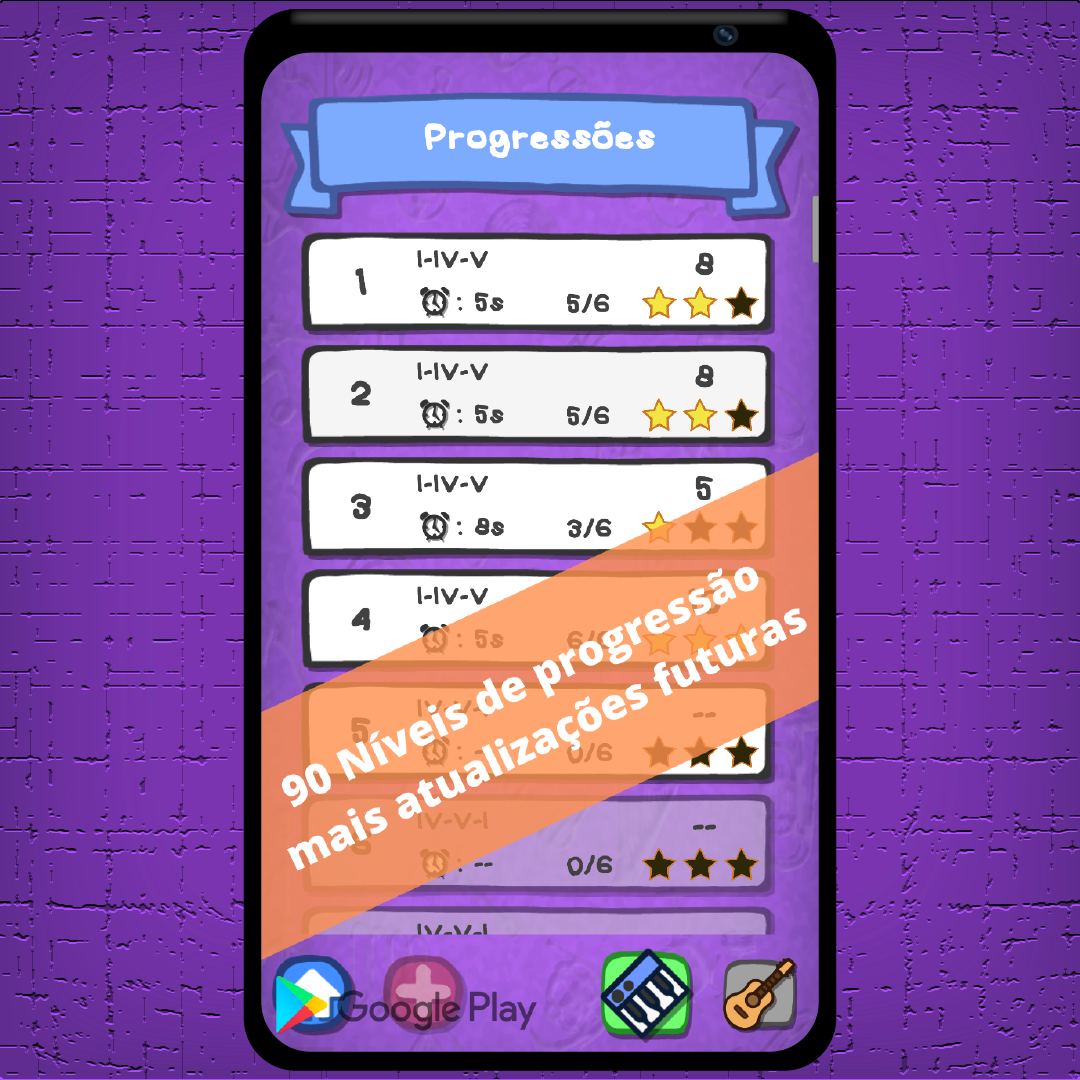 Progressões
1
I-IV-V
8
: 5s
5/6
2
I-IV-V
8
: 5s
5/6
3
I-IV-V
5
: 8s
3/6
4
I-IV-V
: 5s
6/6
90 Níveis de progressão
mais atualizações futuras
5
IV-V-I
--
0/6
IV-V-I
--
: --
0/6
IV-V-I
Google Play